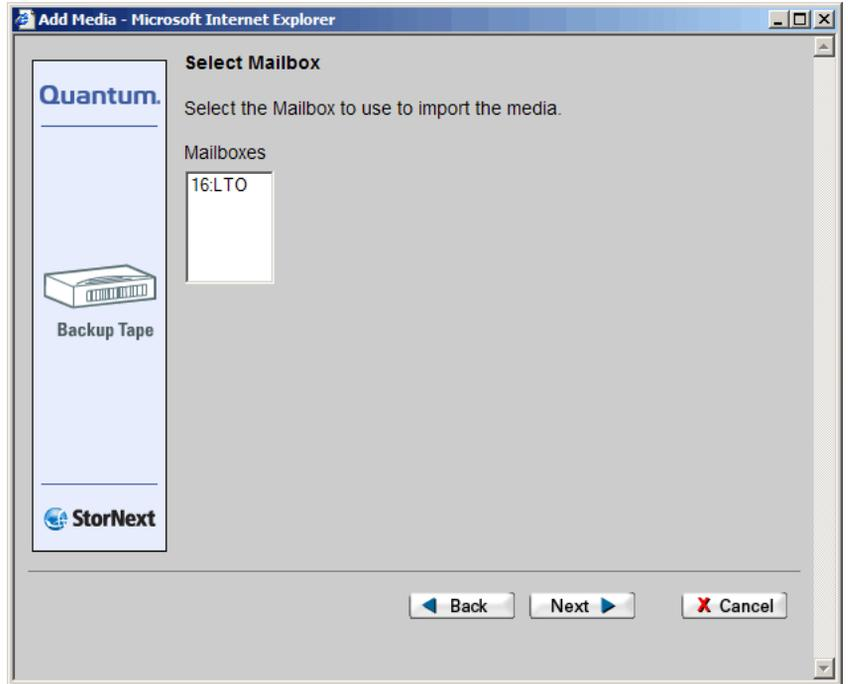 Add Media - Microsoft Internet Explorer
Select Mailbox
Quantum.
Select the Mailbox to use to import the media.
Mailboxes
16:LTO
Backup Tape
StorNext
Back Next X Cancel